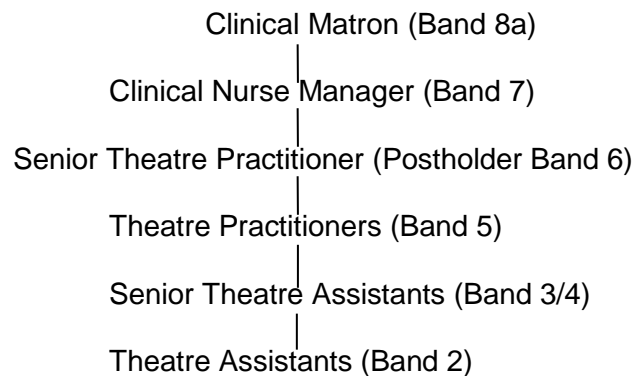 Clinical Matron (Band 8a)
Clinical Nurse Manager (Band 7)
Senior Theatre Practitioner (Postholder Band 6)
Theatre Practitioners (Band 5)
Senior Theatre Assistants (Band 3/4)
Theatre Assistants (Band 2)